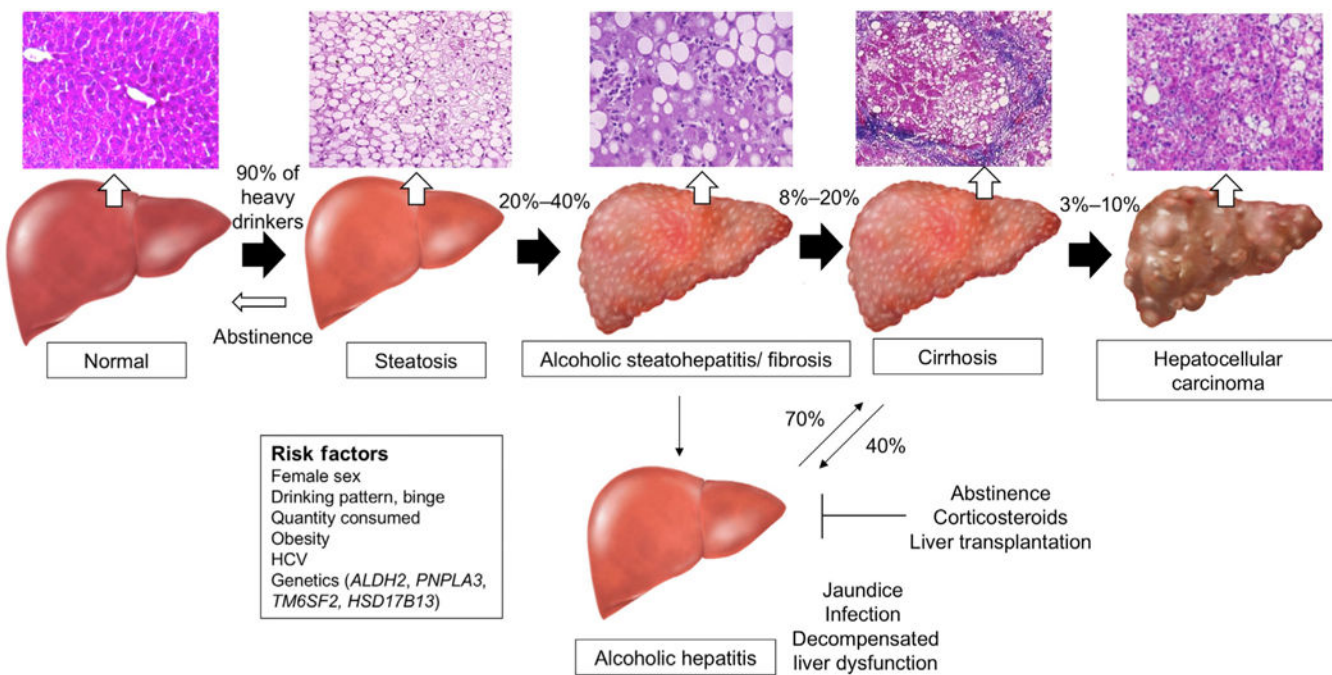 90% of
heavy
drinkers
20%–40%
8%–20%
3%–10%
Abstinence
Normal
Steatosis
Alcoholic steatohepatitis/ fibrosis
Cirrhosis
Hepatocellular
carcinoma
70%
40%
Risk factors
Female sex
Drinking pattern, binge
Quantity consumed
Obesity
HCV
Genetics (ALDH2, PNPLA3,
TM6SF2, HSD17B13)
Abstinence
Corticosteroids
Liver transplantation
Jaundice
Infection
Decompensated
liver dysfunction
Alcoholic hepatitis